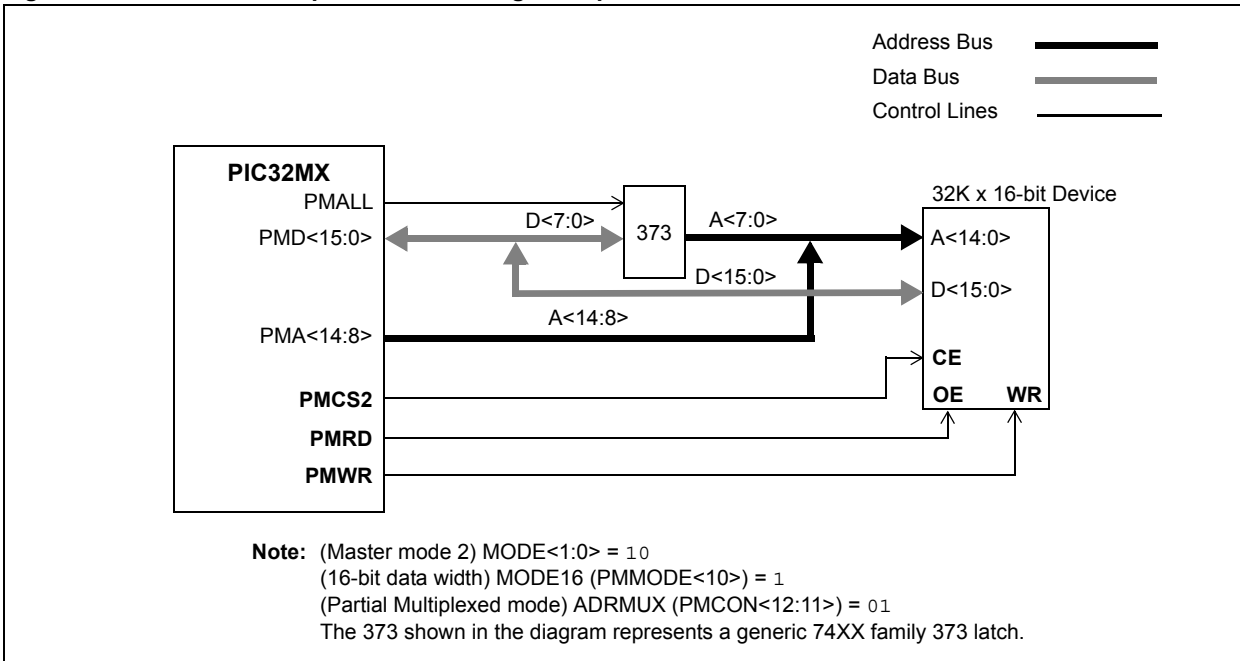 Address Bus
Data Bus
Control Lines
PIC32MX
32K x 16-bit Device
PMALL
D<7:0>
A<7:0>
PMD<15:0>
373
A<14:0>
D<15:0>
D<15:0>
A<14:8>
PMA<14:8>
CE
PMCS2
OE WR
PMRD
PMWR
Note: (Master mode 2) MODE<1:0> = 10
(16-bit data width) MODE16 (PMMODE<10>) = 1
(Partial Multiplexed mode) ADRMUX (PMCON<12:11>) = 01
The 373 shown in the diagram represents a generic 74XX family 373 latch.